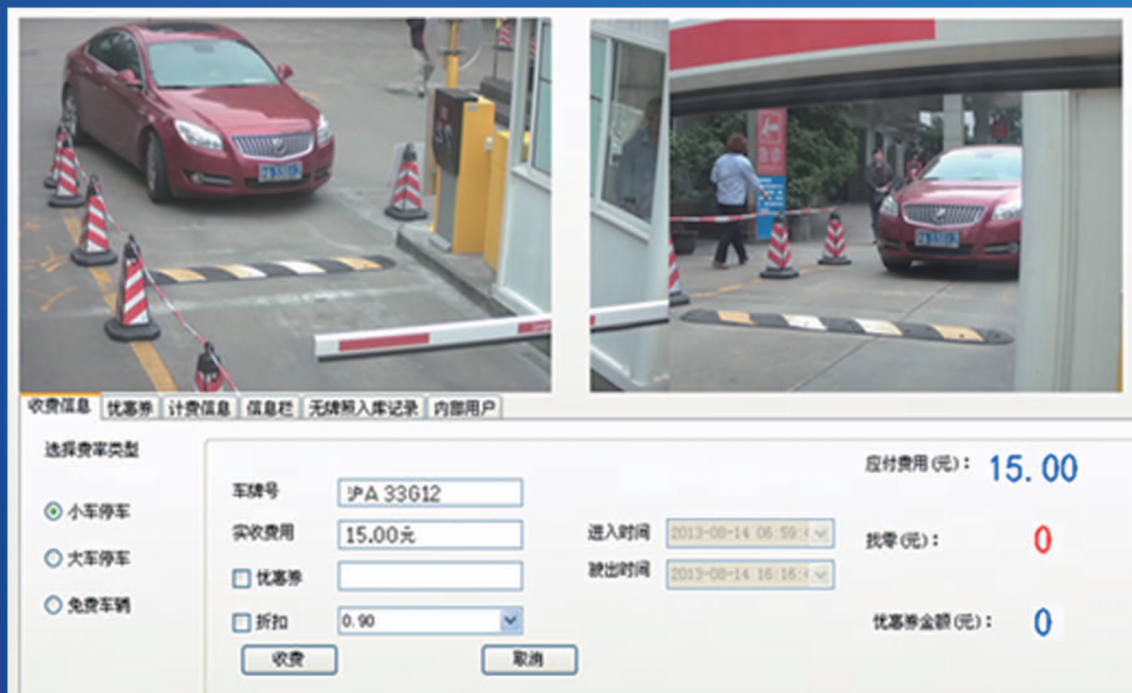 急诊
收费信息 优惠券 计费信息 信息栏 无牌照入库记录 内部用户
选择费率类型
小车停车
大车停车
免费车辆
车牌号 沪A 33G12
实收费用 15.00元
优惠券
折扣 0.90
收费 取消
进入时间 2013-08-14 06:59:
驶出时间 2013-08-14 16:16:
应付费用(元): 15.00
找零(元): 0
优惠券金额(元): 0